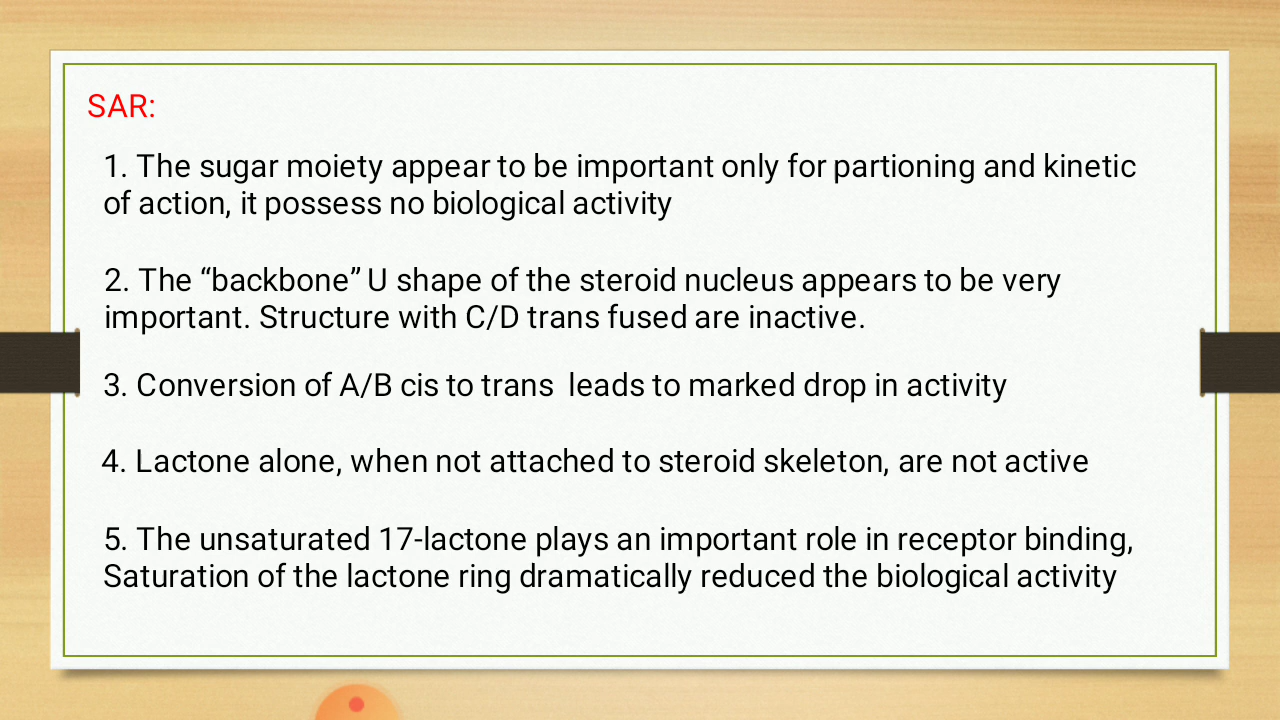 SAR:
1. The sugar moiety appear to be important only for partioning and kinetic
of action, it possess no biological activity
2. The “backbone” U shape of the steroid nucleus appears to be very
important. Structure with C/D trans fused are inactive.
3. Conversion of A/B cis to trans leads to marked drop in activity
4. Lactone alone, when not attached to steroid skeleton, are not active
5. The unsaturated 17-lactone plays an important role in receptor binding,
Saturation of the lactone ring dramatically reduced the biological activity